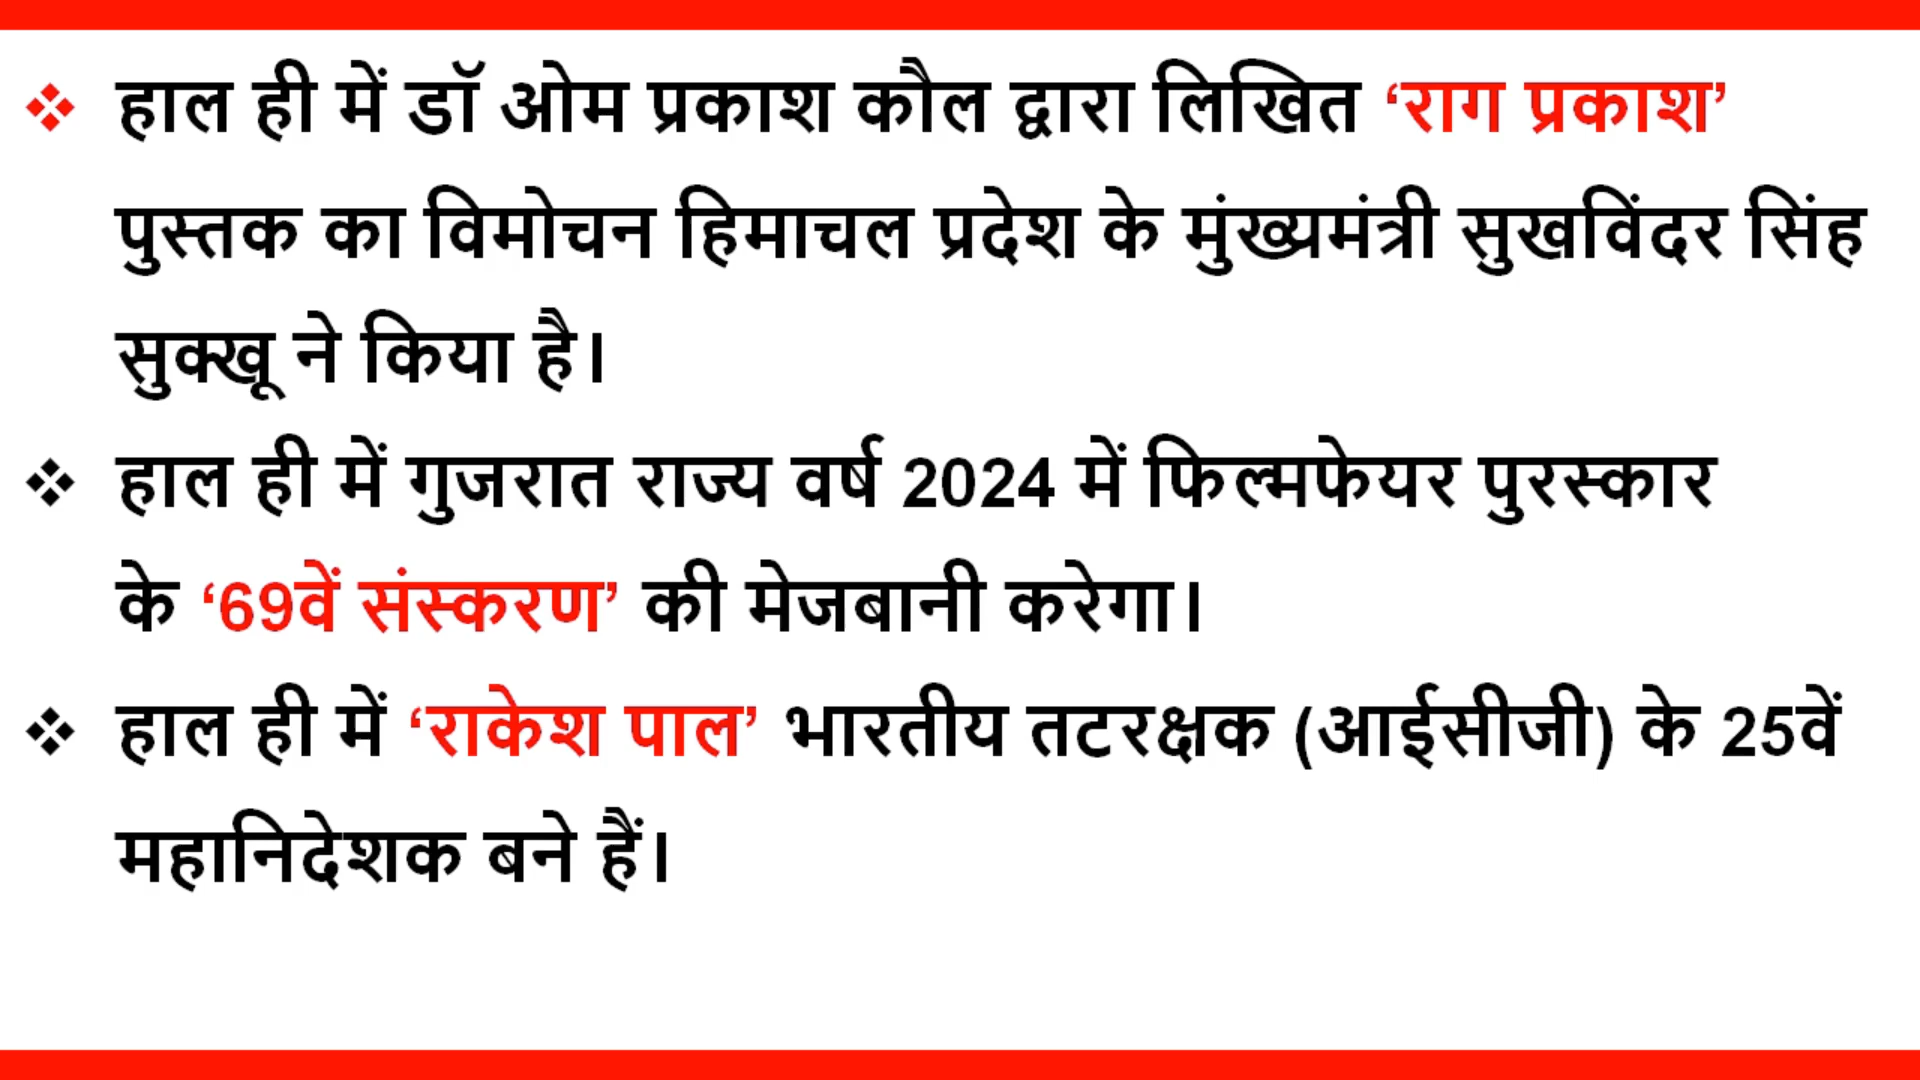 ❖ हाल ही में डॉ ओम प्रकाश कौल द्वारा लिखित ‘राग प्रकाश’
पुस्तक का विमोचन हिमाचल प्रदेश के मुंख्यमंत्री सुखविंदर सिंह
सुक्खू ने किया है।
❖ हाल ही में गुजरात राज्य वर्ष 2024 में फिल्मफेयर पुरस्कार
के ‘69वें संस्करण’ की मेजबानी करेगा।
❖ हाल ही में ‘राकेश पाल’ भारतीय तटरक्षक (आईसीजी) के 25वें
महानिदेशक बने हैं।